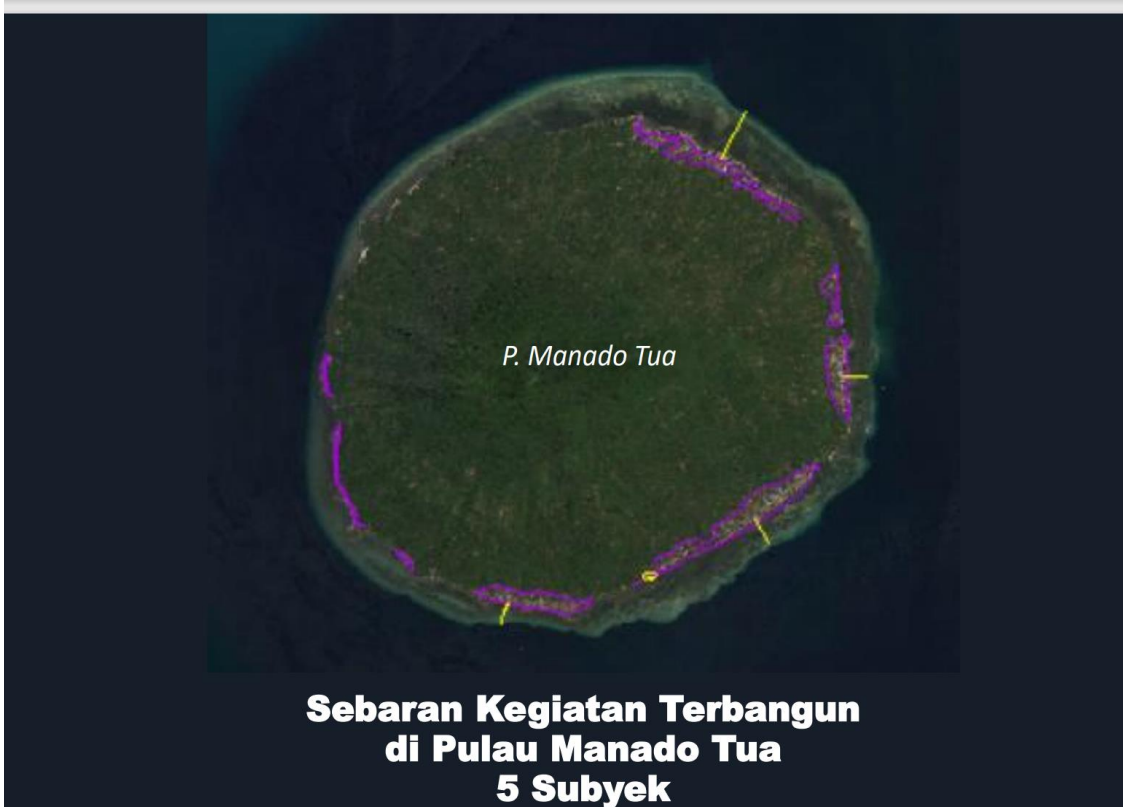 P. Manado Tua
Sebaran Kegiatan Terbangun
di Pulau Manado Tua
5 Subyek